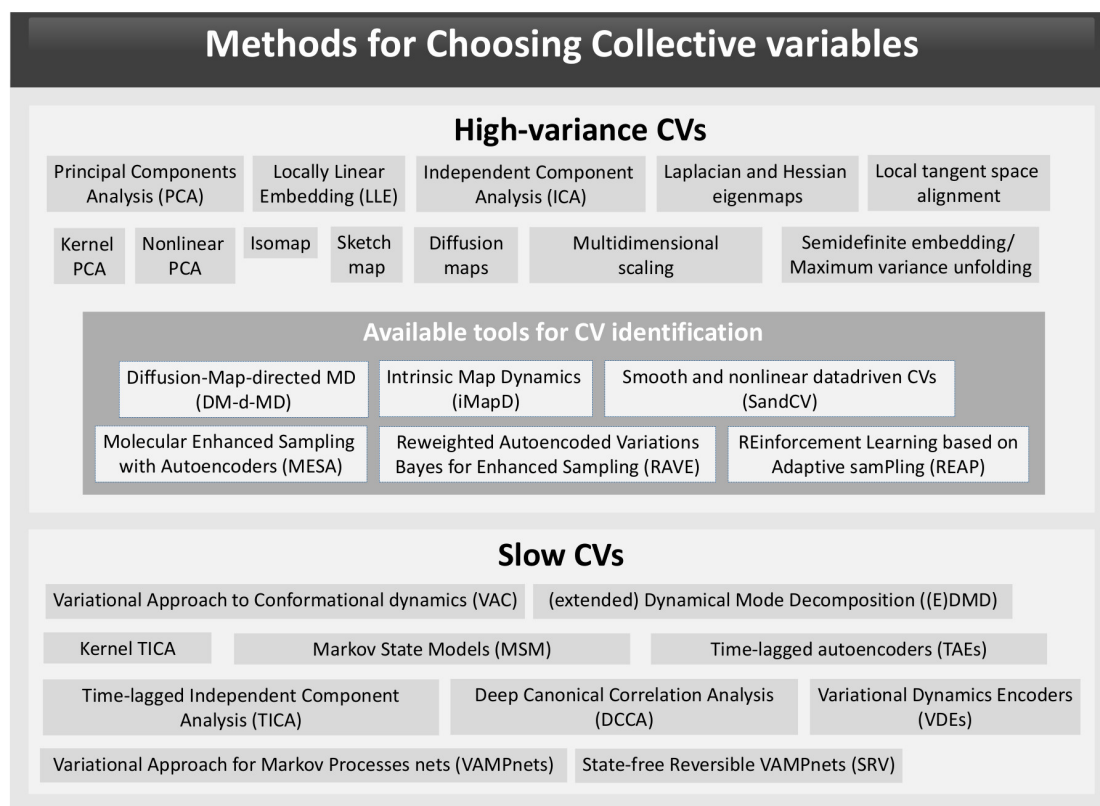 Methods for Choosing Collective variables
High-variance CVs
Principal Components
Analysis (PCA)
Locally Linear
Embedding (LLE)
Independent Component
Analysis (ICA)
Laplacian and Hessian
eigenmaps
Local tangent space
alignment
Kernel
PCA
Nonlinear
PCA
Isomap
Sketch
map
Diffusion
maps
Multidimensional
scaling
Semidefinite embedding/
Maximum variance unfolding
Available tools for CV identification
Diffusion-Map-directed MD
(DM-d-MD)
Intrinsic Map Dynamics
(iMapD)
Smooth and nonlinear datadriven CVs
(SandCV)
Molecular Enhanced Sampling
with Autoencoders (MESA)
Reweighted Autoencoded Variations
Bayes for Enhanced Sampling (RAVE)
REinforcement Learning based on
Adaptive samPling (REAP)
Slow CVs
Variational Approach to Conformational dynamics (VAC)
(extended) Dynamical Mode Decomposition ((E)DMD)
Kernel TICA
Markov State Models (MSM)
Time-lagged autoencoders (TAEs)
Time-lagged Independent Component
Analysis (TICA)
Deep Canonical Correlation Analysis
(DCCA)
Variational Dynamics Encoders
(VDEs)
Variational Approach for Markov Processes nets (VAMPnets)
State-free Reversible VAMPnets (SRV)